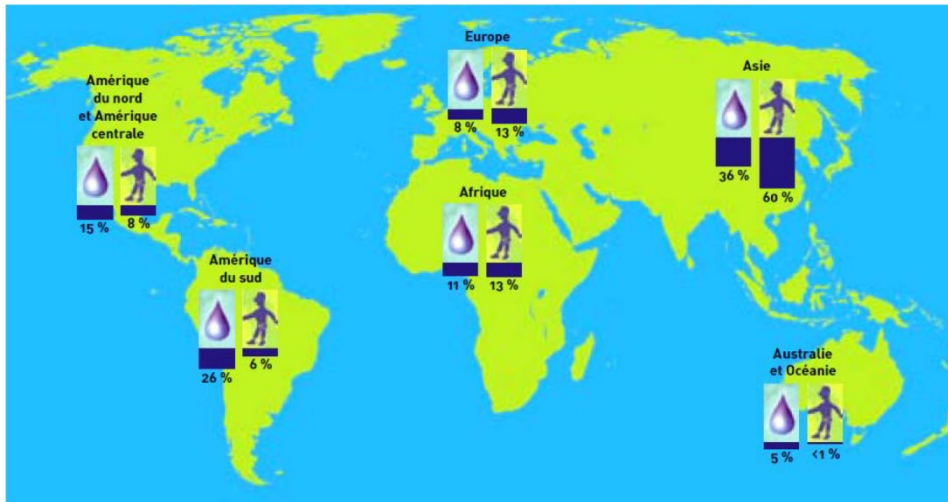 Europe
8 % 13 %
Asie
36 %
60 %
Amérique
du nord
et Amérique
centrale
15 % 8 %
Afrique
11 % 13 %
Amérique
du sud
26 % 6 %
Australie
et Océanie
5 % <1 %